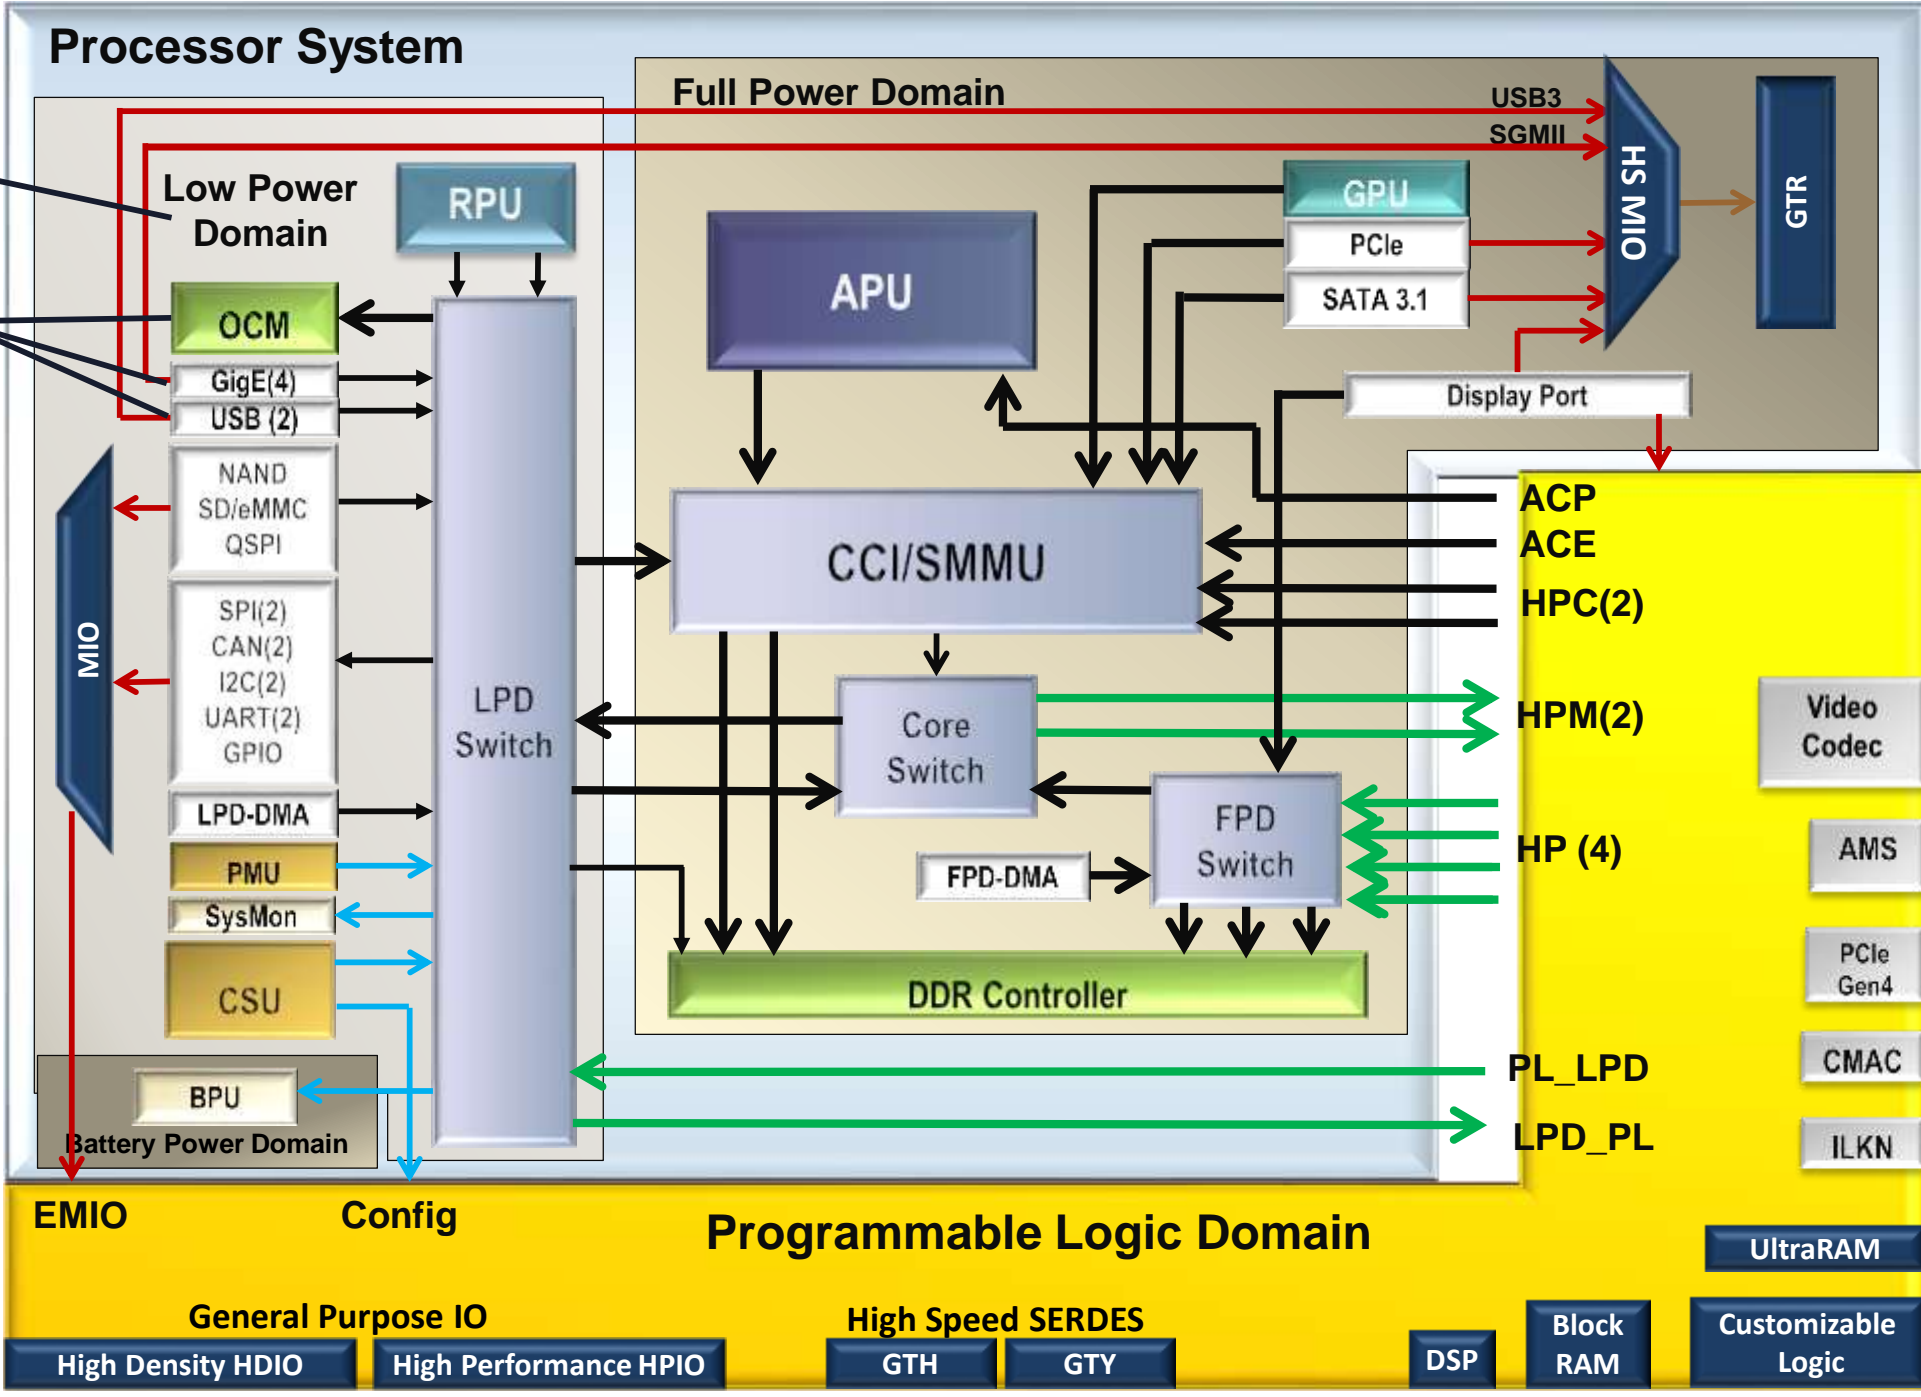 Processor System
Full Power Domain
USB3
SGMII
HS MIO
GTR
Low Power
Domain
RPU
GPU
PCIe
SATA 3.1
APU
OCM
GigE(4)
USB (2)
Display Port
NAND
SD/eMMC
QSPI
MIO
SPI(2)
CAN(2)
I2C(2)
UART(2)
GPIO
LPD
Switch
CCI/SMMU
ACP
ACE
HPC(2)
Core
Switch
HPM(2)
Video
Codec
LPD-DMA
PMU
SysMon
CSU
FPD-DMA
FPD
Switch
HP (4)
AMS
DDR Controller
PCIe
Gen4
BPU
Battery Power Domain
PL_LPD
LPD_PL
CMAC
ILKN
EMIO
Config
Programmable Logic Domain
UltraRAM
General Purpose IO
High Density HDIO
High Performance HPIO
High Speed SERDES
GTH
GTY
DSP
Block
RAM
Customizable
Logic